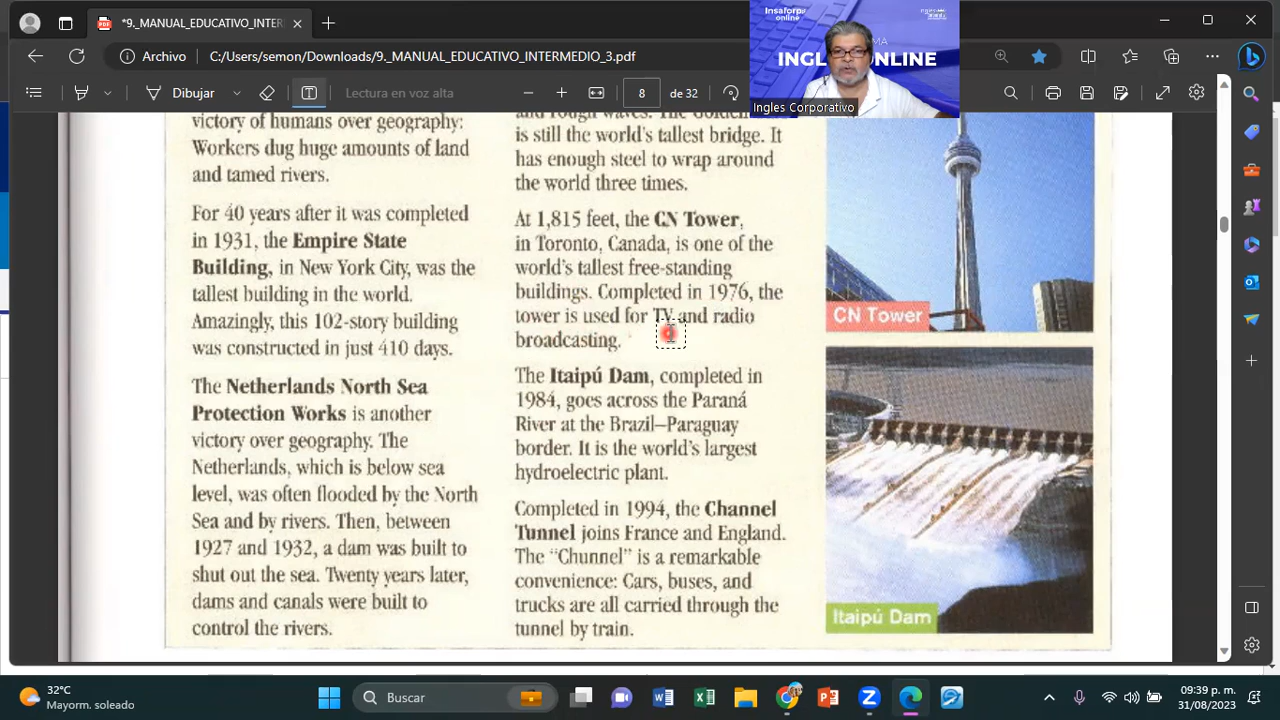 *9._MANUAL_EDUCATIVO_INTER
Archivo
C:/Users/semon/Downloads/9._MANUAL_EDUCATIVO_INTERMEDIO_3.pdf
Dibujar
Lectura en voz alta
8
de 32
Insaforp
online
INGL
NLINE
Ingles Corporativo
victory of humans over geography:
Workers dug huge amounts of land
and tamed rivers.
For 40 years after it was completed
in 1931, the Empire State
Building, in New York City, was the
tallest building in the world.
Amazingly, this 102-story building
was constructed in just 410 days.
The Netherlands North Sea
Protection Works is another
victory over geography. The
Netherlands, which is below sea
level, was often flooded by the North
Sea and by rivers. Then, between
1927 and 1932, a dam was built to
shut out the sea. Twenty years later,
dams and canals were built to
control the rivers.
and rough waves. The Golden
is still the world's tallest bridge. It
has enough steel to wrap around
the world three times.
At 1,815 feet, the CN Tower,
in Toronto, Canada, is one of the
world's tallest free-standing
buildings. Completed in 1976, the
tower is used for TV and radio
broadcasting.
The Itaipú Dam, completed in
1984, goes across the Paraná
River at the Brazil–Paraguay
border. It is the world's largest
hydroelectric plant.
Completed in 1994, the Channel
Tunnel joins France and England.
The “Chunnel” is a remarkable
convenience: Cars, buses, and
trucks are all carried through the
tunnel by train.
CN Tower
Itaipú Dam
32°C
Mayorm. soleado
Buscar
09:39 p. m.
31/08/2023